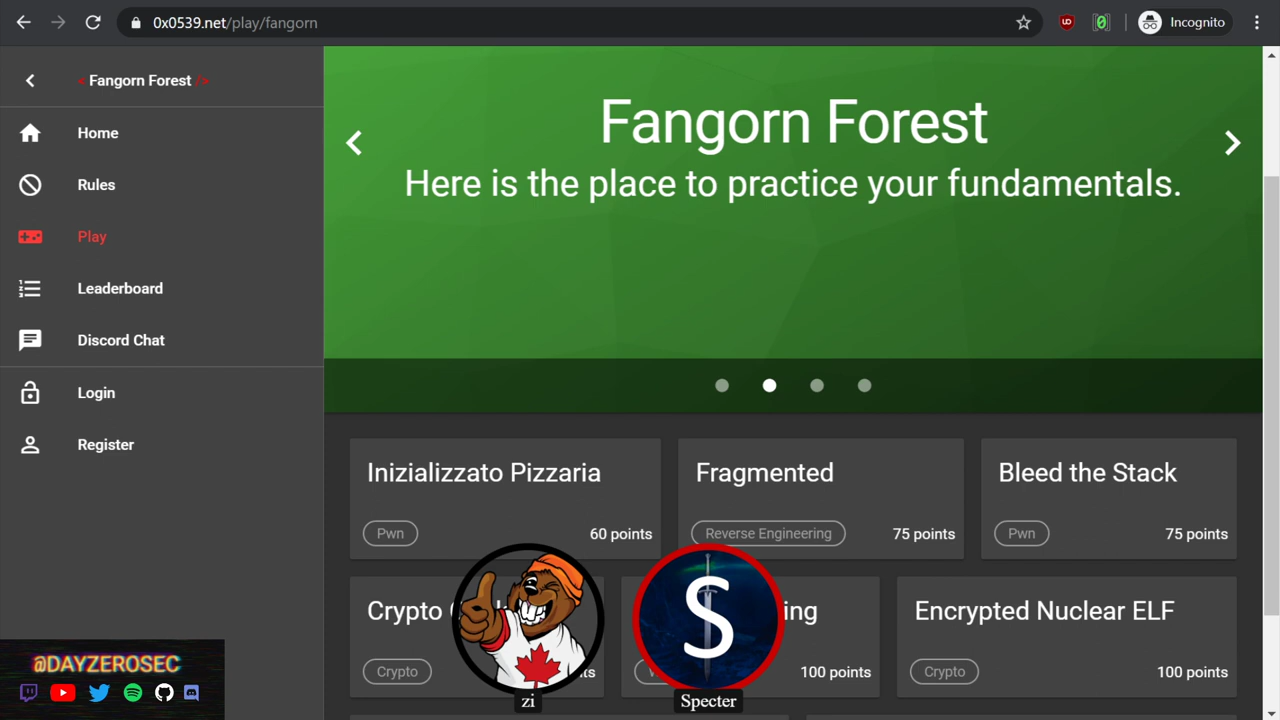 0x0539.net/play/fangorn
Incognito
< Fangorn Forest />
Home
Rules
Play
Leaderboard
Discord Chat
Login
Register
Fangorn Forest
Here is the place to practice your fundamentals.
Inizializzato Pizzaria
Pwn
60 points
Fragmented
Reverse Engineering
75 points
Bleed the Stack
Pwn
75 points
Crypto
Crypto
100 points
Encrypted Nuclear ELF
Crypto
100 points
@DAYZEROSEC
S
zi
Specter